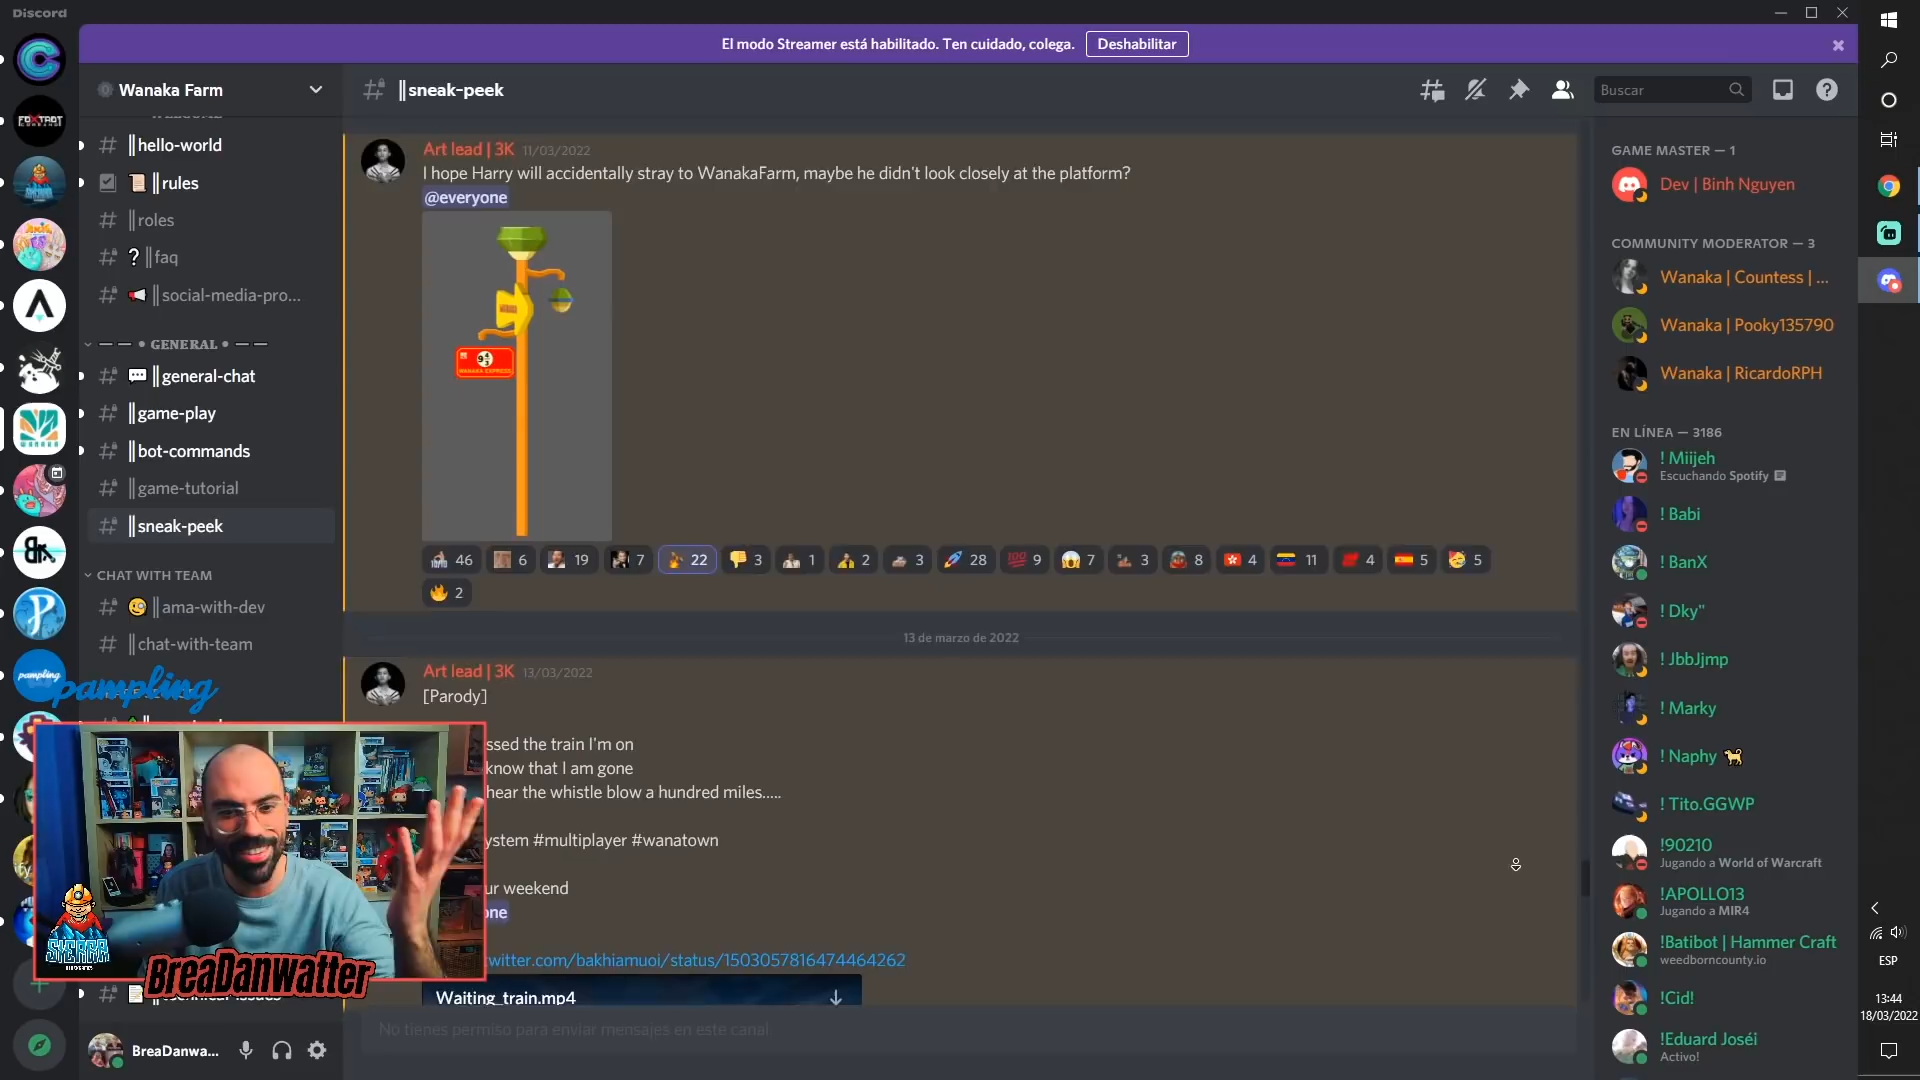 Discord
El modo Streamer está habilitado. Ten cuidado, colega.
Deshabilitar
Wanaka Farm
sneak-peek
Buscar
hello-world
rules
roles
faq
social-media-pro...
GENERAL
general-chat
game-play
bot-commands
game-tutorial
sneak-peek
CHAT WITH TEAM
ama-with-dev
chat-with-team
FOXTROT
WANAKA
pampling
pampling
Art lead | 3K 11/03/2022
I hope Harry will accidentally stray to WanakaFarm, maybe he didn't look closely at the platform?
@everyone
WANAKA EXPRESS
46 6 19 7 22 3 1 2 3 28 9 7 3 8 4 11 4 5 5
2
13 de marzo de 2022
Art lead | 3K 13/03/2022
[Parody]
ssed the train I'm on
know that I am gone
hear the whistle blow a hundred miles.....
ystem #multiplayer #wanatown
ur weekend
one
witter.com/bakhiamuoi/status/1503057816474464262
Waiting_train.mp4
No tienes permiso para enviar mensajes en este canal.
SIERRA
BreaDanwatter
BreaDanwa...
GAME MASTER — 1
Dev | Binh Nguyen
COMMUNITY MODERATOR — 3
Wanaka | Countess | ...
Wanaka | Pooky135790
Wanaka | RicardoRPH
EN LÍNEA — 3186
! Miijeh
Escuchando Spotify
! Babi
! BanX
! Dky"
! JbbJjmp
! Marky
! Naphy
! Tito.GGWP
!90210
Jugando a World of Warcraft
!APOLLO13
Jugando a MIR4
!Batibot | Hammer Craft
weedborncounty.io
!Cid!
!Eduard Joséi
Activo!
ESP
13:44
18/03/2022